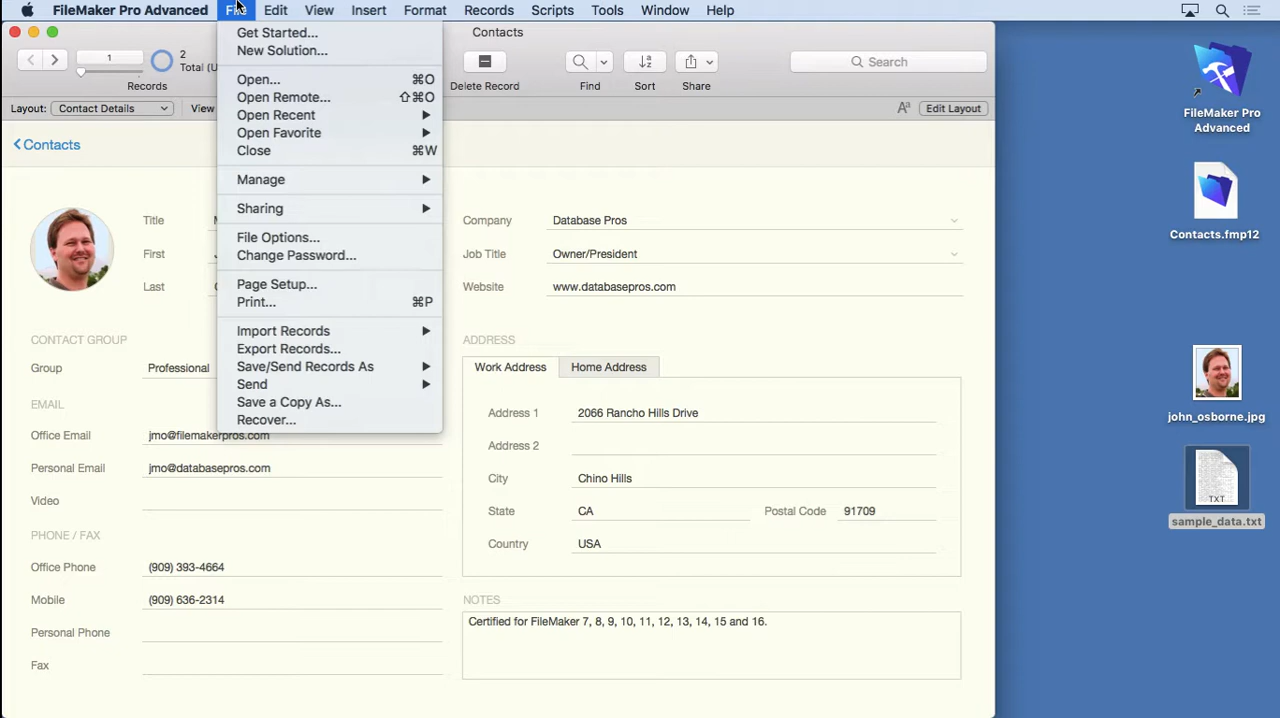 FileMaker Pro Advanced File Edit View Insert Format Records Scripts Tools Window Help
Contacts
1
2
Total (U
Records
Delete Record
Find
Sort
Share
Search
Layout: Contact Details View
Edit Layout
Get Started...
New Solution...
Open... ⌘O
Open Remote... ⇧⌘O
Open Recent
Open Favorite
Close ⌘W
Manage
Sharing
File Options...
Change Password...
Page Setup...
Print... ⌘P
Import Records
Export Records...
Save/Send Records As
Send
Save a Copy As...
Recover...
Contacts
Title
First
Last
CONTACT GROUP
Group Professional
EMAIL
Office Email jmo@filemakerpros.com
Personal Email jmo@databasepros.com
Video
PHONE / FAX
Office Phone (909) 393-4664
Mobile (909) 636-2314
Personal Phone
Fax
Company Database Pros
Job Title Owner/President
Website www.databasepros.com
ADDRESS
Work Address Home Address
Address 1 2066 Rancho Hills Drive
Address 2
City Chino Hills
State CA Postal Code 91709
Country USA
NOTES
Certified for FileMaker 7, 8, 9, 10, 11, 12, 13, 14, 15 and 16.
FileMaker Pro
Advanced
Contacts.fmp12
john_osborne.jpg
TXT
sample_data.txt